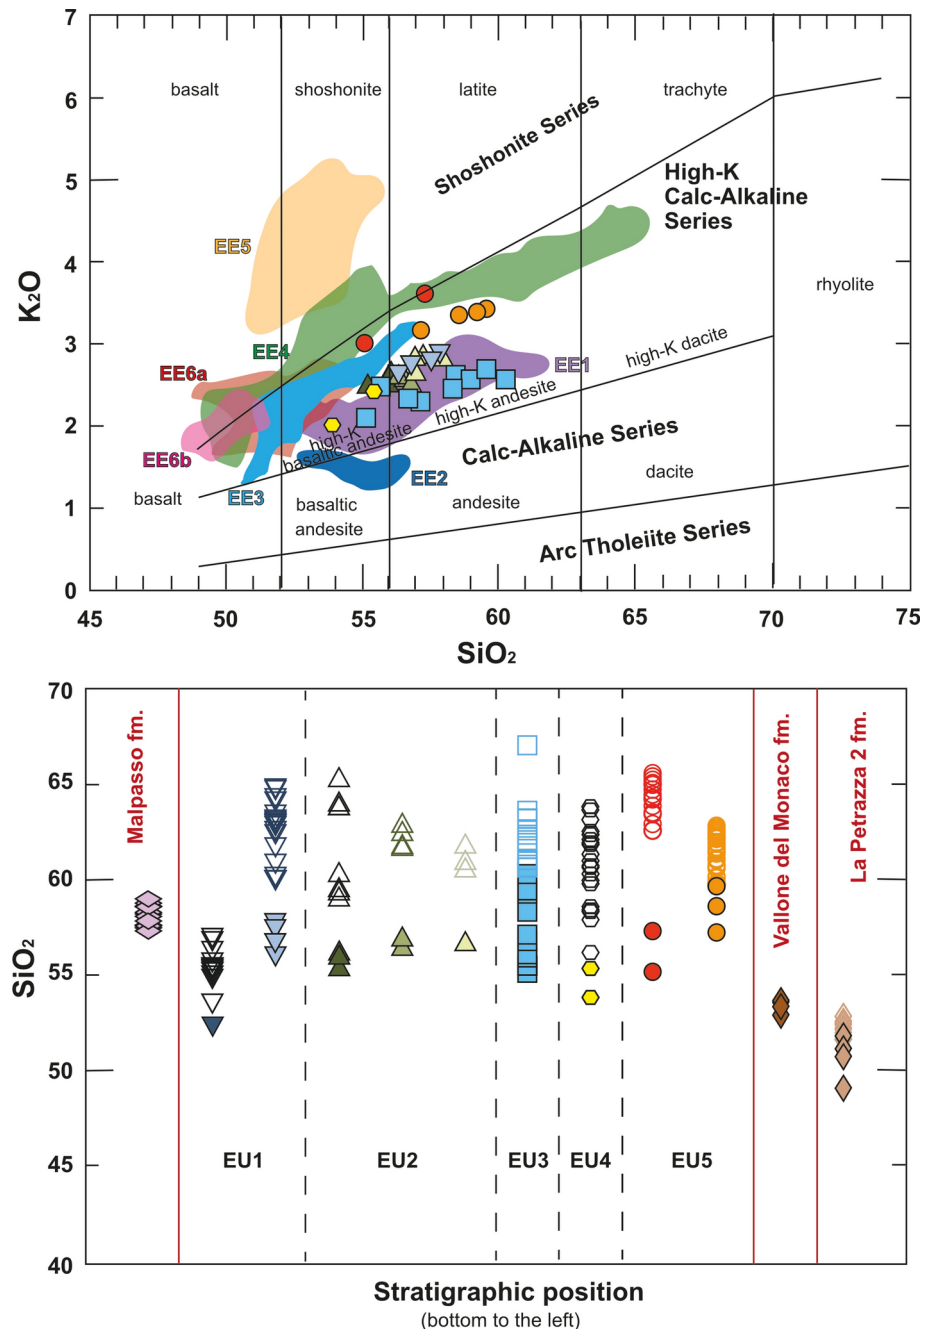 7
basalt
shoshonite
latite
trachyte
6
Shoshonite Series
High-K
Calc-Alkaline
Series
5
EE5
4
rhyolite
K2O
3
EE4
EE1
high-K dacite
EE6a
high-K andesite
high-K
basaltic andesite
2
EE6b
Calc-Alkaline Series
EE3
EE2
dacite
basalt
basaltic
andesite
andesite
1
Arc Tholeiite Series
0
45
50
55
60
65
70
75
SiO2
70
Malpasso fm.
Vallone del Monaco fm.
La Petrazza 2 fm.
65
60
SiO2
55
50
EU1
EU2
EU3
EU4
EU5
45
40
Stratigraphic position
(bottom to the left)